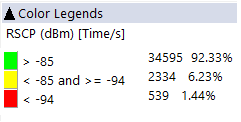 Color Legends
RSCP (dBm) [Time/s]
> -85 34595 92.33%
< -85 and >= -94 2334 6.23%
< -94 539 1.44%